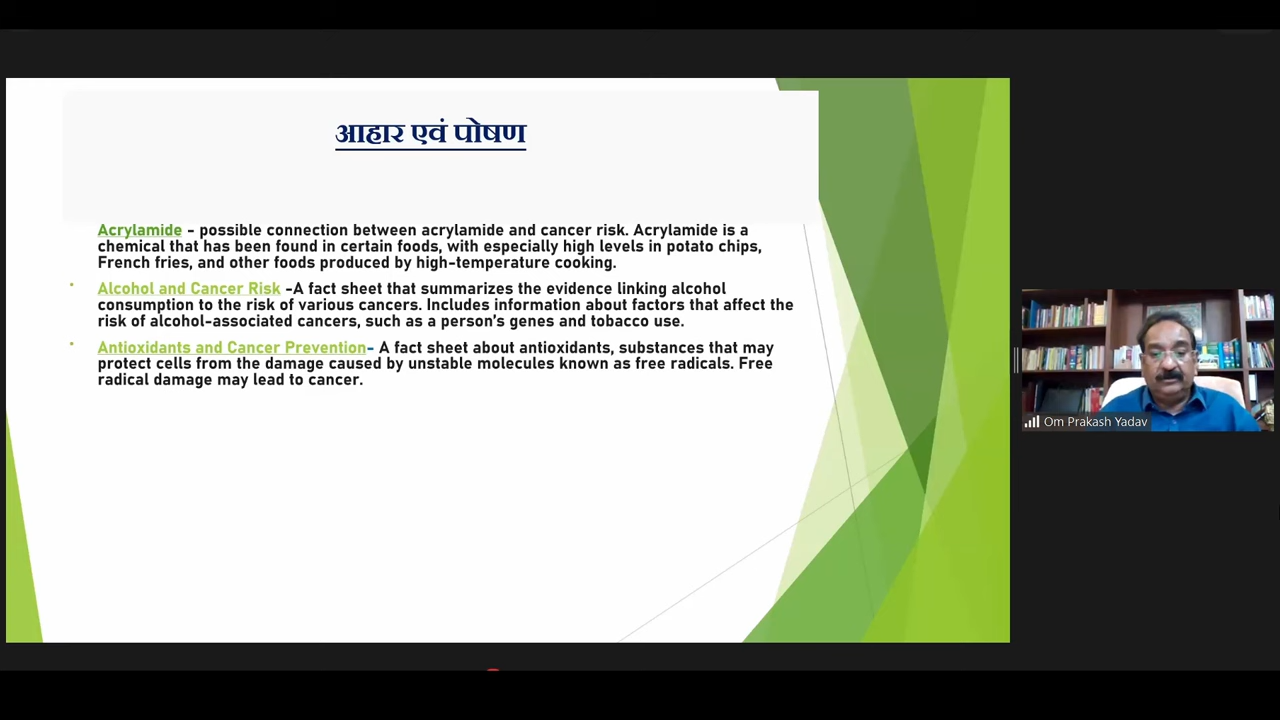 आहार एवं पोषण
Acrylamide - possible connection between acrylamide and cancer risk. Acrylamide is a
chemical that has been found in certain foods, with especially high levels in potato chips,
French fries, and other foods produced by high-temperature cooking.
• Alcohol and Cancer Risk -A fact sheet that summarizes the evidence linking alcohol
consumption to the risk of various cancers. Includes information about factors that affect the
risk of alcohol-associated cancers, such as a person's genes and tobacco use.
• Antioxidants and Cancer Prevention- A fact sheet about antioxidants, substances that may
protect cells from the damage caused by unstable molecules known as free radicals. Free
radical damage may lead to cancer.
Om Prakash Yadav